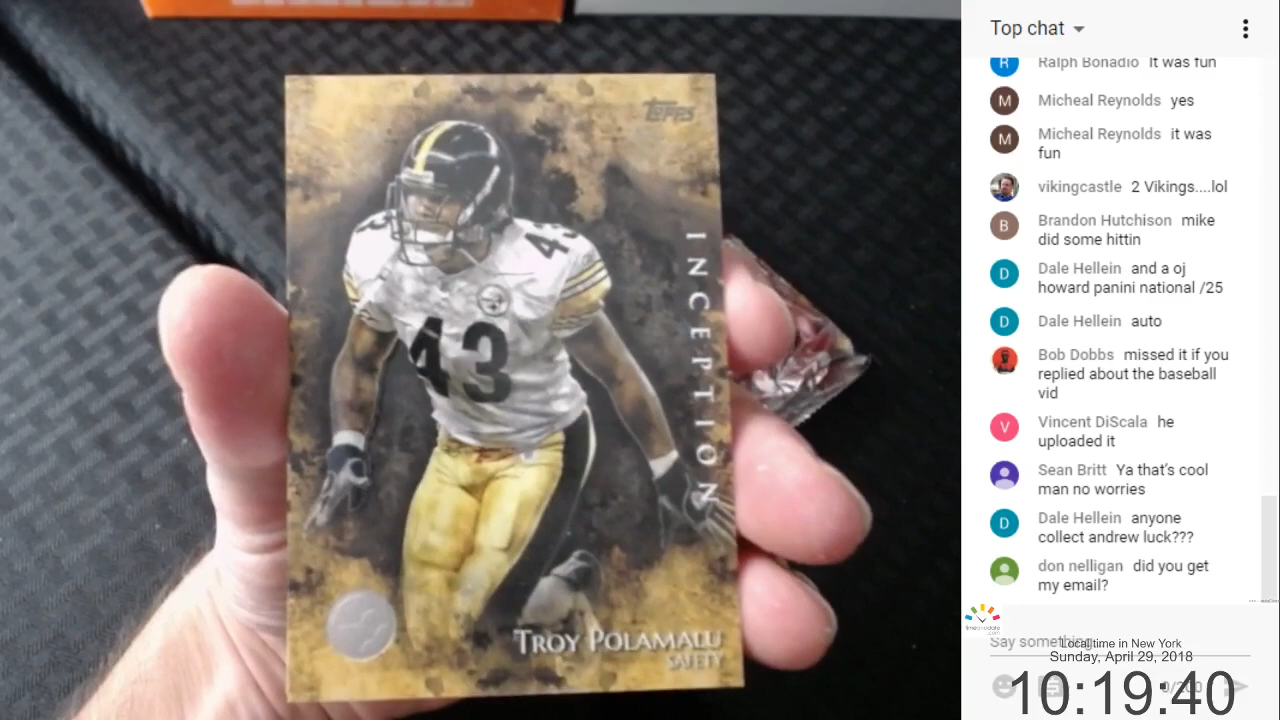 Topps
43
43
INCEPTION
TROY POLAMALU
SAFETY
Top chat
R Ralph Bonadio It was fun
M Micheal Reynolds yes
M Micheal Reynolds it was
fun
vikingcastle 2 Vikings....lol
B Brandon Hutchison mike
did some hittin
D Dale Hellein and a oj
howard panini national /25
D Dale Hellein auto
Bob Dobbs missed it if you
replied about the baseball
vid
V Vincent DiScala he
uploaded it
Sean Britt Ya that's cool
man no worries
D Dale Hellein anyone
collect andrew luck???
don nelligan did you get
my email?
Say something...
Local time in New York
Sunday, April 29, 2018
10:19:40